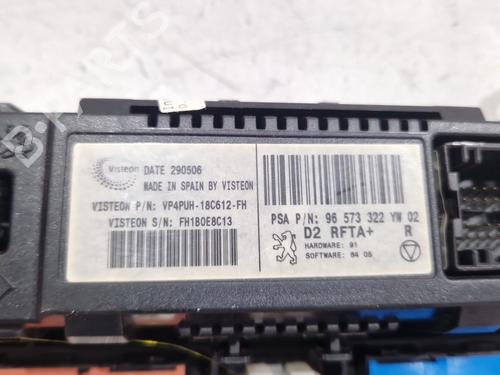 B-PARTS
Visteon DATE 290506
MADE IN SPAIN BY VISTEON
VISTEON P/N: VP4PUH-18C612-FH
VISTEON S/N: FH1B0E8C13
PSA P/N: 96 573 322 YW 02
D2 RFTA+ R
HARDWARE: 91
SOFTWARE: 84 05